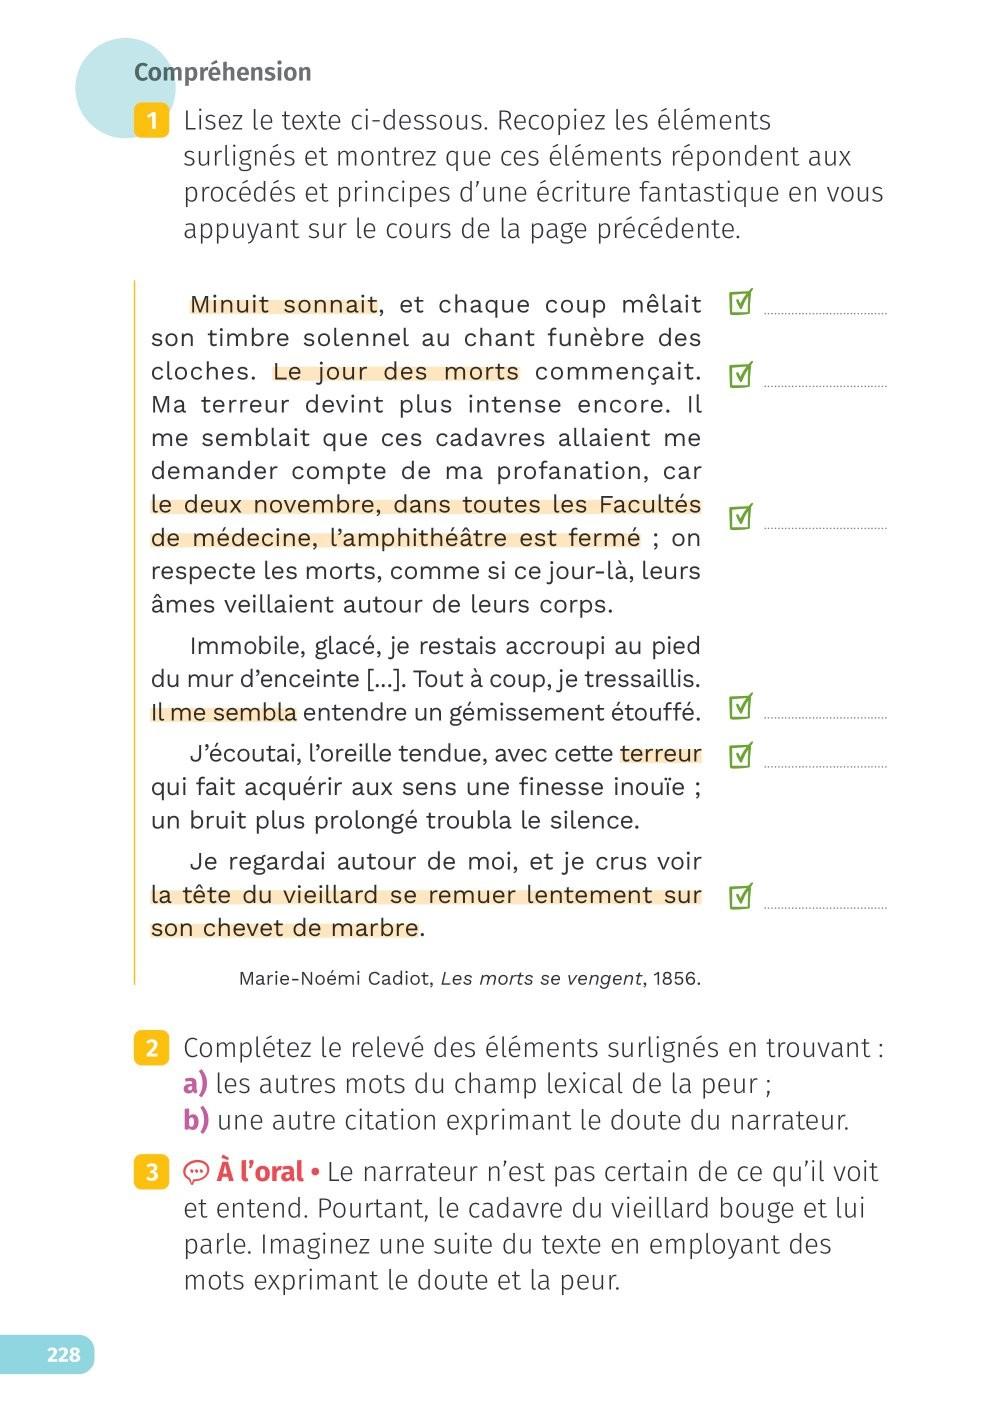 Compréhension
1 Lisez le texte ci-dessous. Recopiez les éléments
surlignés et montrez que ces éléments répondent aux
procédés et principes d’une écriture fantastique en vous
appuyant sur le cours de la page précédente.
Minuit sonnait, et chaque coup mêlait
son timbre solennel au chant funèbre des
cloches. Le jour des morts commençait.
Ma terreur devint plus intense encore. Il
me semblait que ces cadavres allaient me
demander compte de ma profanation, car
le deux novembre, dans toutes les Facultés
de médecine, l’amphithéâtre est fermé ; on
respecte les morts, comme si ce jour-là, leurs
âmes veillaient autour de leurs corps.
Immobile, glacé, je restais accroupi au pied
du mur d’enceinte [...]. Tout à coup, je tressaillis.
Il me sembla entendre un gémissement étouffé.
J’écoutai, l’oreille tendue, avec cette terreur
qui fait acquérir aux sens une finesse inouïe ;
un bruit plus prolongé troubla le silence.
Je regardai autour de moi, et je crus voir
la tête du vieillard se remuer lentement sur
son chevet de marbre.
Marie-Noémi Cadiot, Les morts se vengent, 1856.
2 Complétez le relevé des éléments surlignés en trouvant :
a) les autres mots du champ lexical de la peur ;
b) une autre citation exprimant le doute du narrateur.
3 À l’oral • Le narrateur n’est pas certain de ce qu’il voit
et entend. Pourtant, le cadavre du vieillard bouge et lui
parle. Imaginez une suite du texte en employant des
mots exprimant le doute et la peur.
228